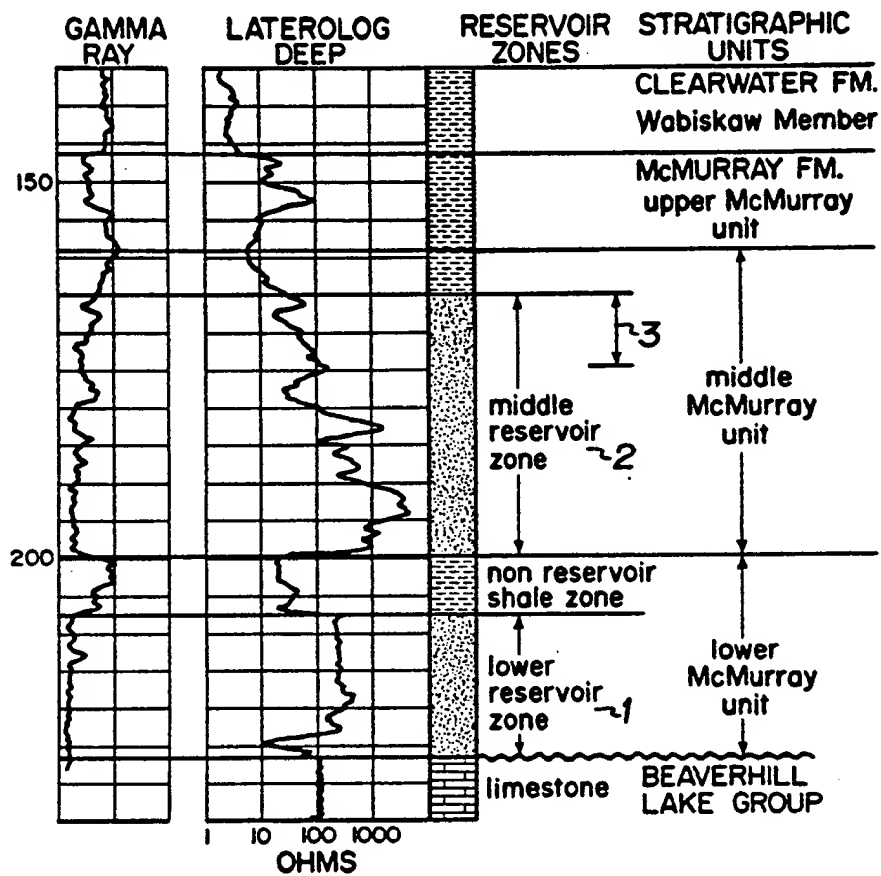 GAMMA
RAY
LATEROLOG
DEEP
RESERVOIR
ZONES
STRATIGRAPHIC
UNITS
CLEARWATER FM.
Wabiskaw Member
150
McMURRAY FM.
upper McMurray
unit
3
middle
reservoir
zone
2
middle
McMurray
unit
200
non reservoir
shale zone
lower
reservoir
zone
1
lower
McMurray
unit
limestone
BEAVERHILL
LAKE GROUP
1 10 100 1000
OHMS